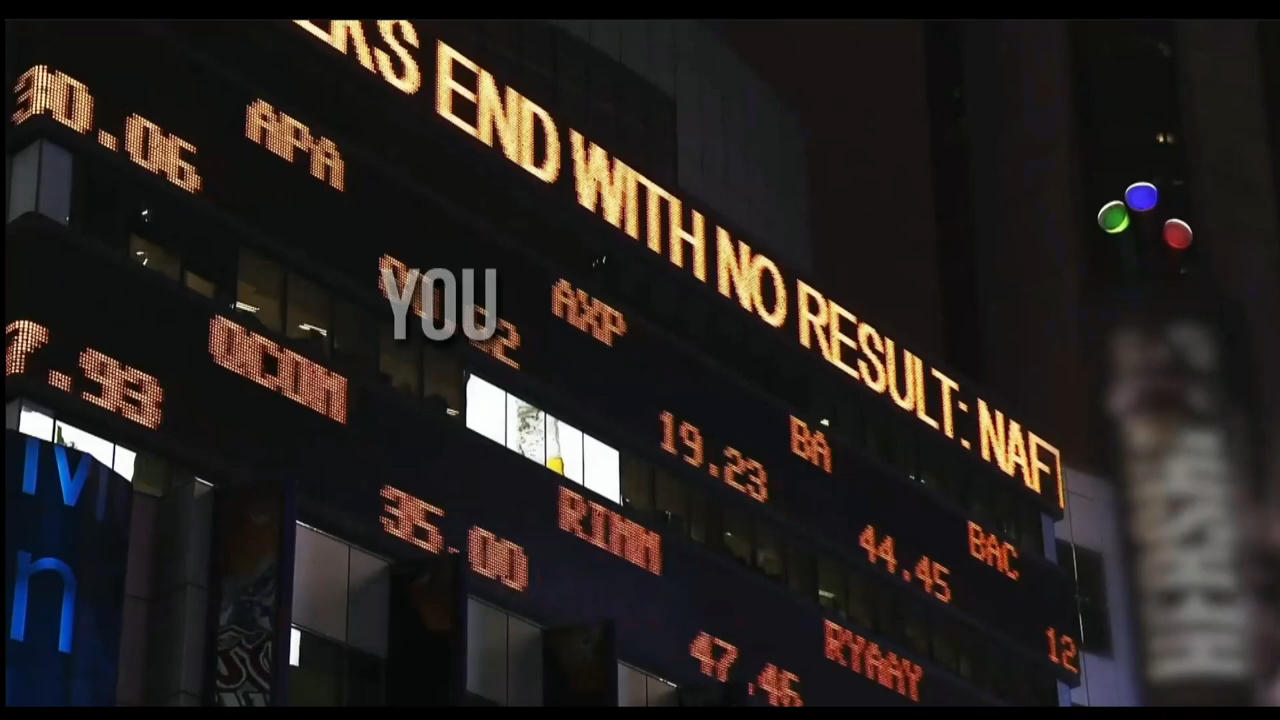 END WITH NO RESULT: NAF
30.06 APA
YOU
AXP
19.23 BA
44.45 BAC
12
7.93 QCOM
35.00 RIMM
47.45 RYAAY
n